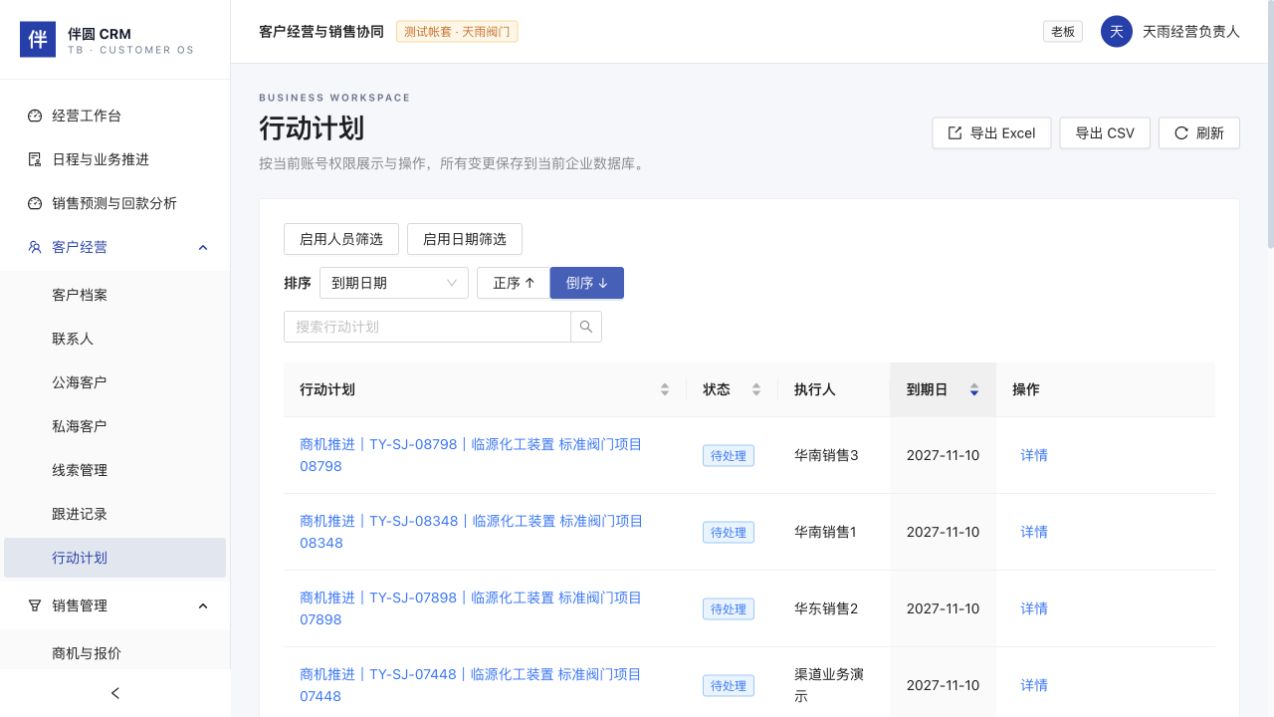 伴
伴圆 CRM
TB · CUSTOMER OS
客户经营与销售协同
测试帐套 · 天雨阀门
老板
天
天雨经营负责人
经营工作台
日程与业务推进
销售预测与回款分析
客户经营
客户档案
联系人
公海客户
私海客户
线索管理
跟进记录
行动计划
销售管理
商机与报价
BUSINESS WORKSPACE
行动计划
按当前账号权限展示与操作，所有变更保存到当前企业数据库。
导出 Excel
导出 CSV
刷新
启用人员筛选
启用日期筛选
排序
到期日期
正序 ↑
倒序 ↓
搜索行动计划
行动计划 状态 执行人 到期日 操作
商机推进｜TY-SJ-08798｜临源化工装置 标准阀门项目
08798
待处理
华南销售3
2027-11-10
详情
商机推进｜TY-SJ-08348｜临源化工装置 标准阀门项目
08348
待处理
华南销售1
2027-11-10
详情
商机推进｜TY-SJ-07898｜临源化工装置 标准阀门项目
07898
待处理
华东销售2
2027-11-10
详情
商机推进｜TY-SJ-07448｜临源化工装置 标准阀门项目
07448
待处理
渠道业务演
示
2027-11-10
详情